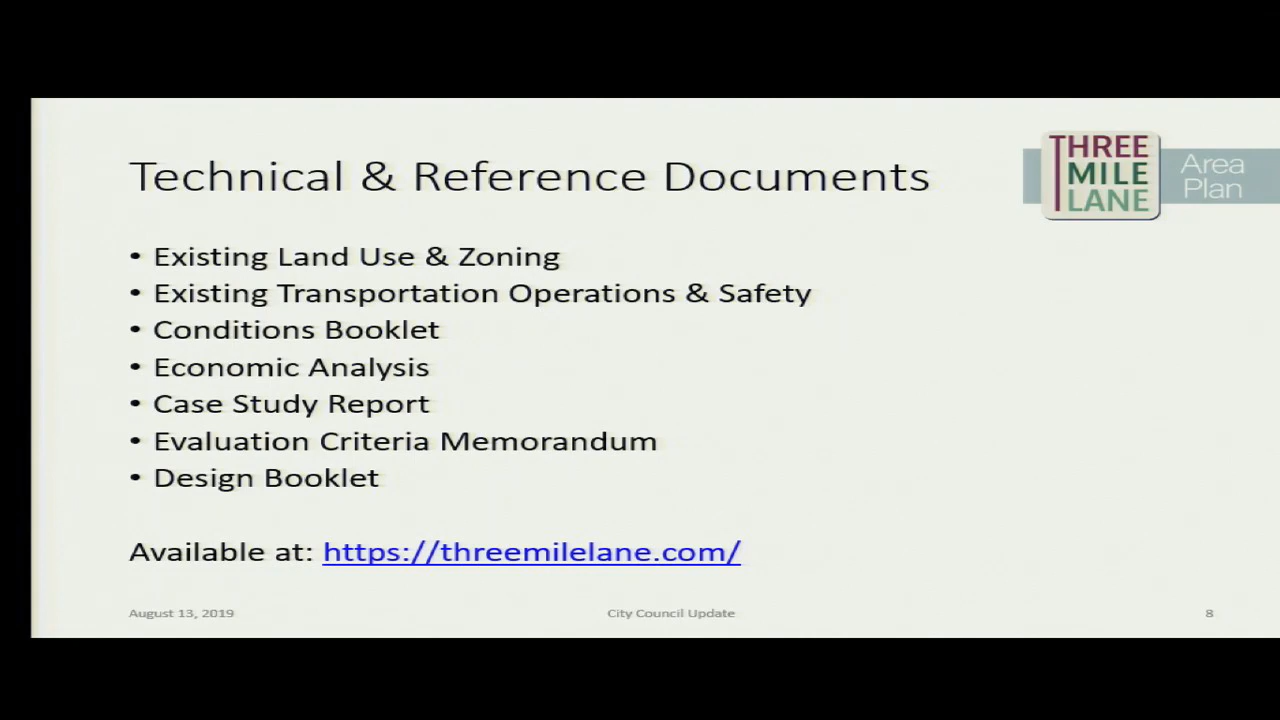 Technical & Reference Documents
THREE
MILE
LANE
Area
Plan
• Existing Land Use & Zoning
• Existing Transportation Operations & Safety
• Conditions Booklet
• Economic Analysis
• Case Study Report
• Evaluation Criteria Memorandum
• Design Booklet
Available at: https://threemilelane.com/
August 13, 2019
City Council Update
8